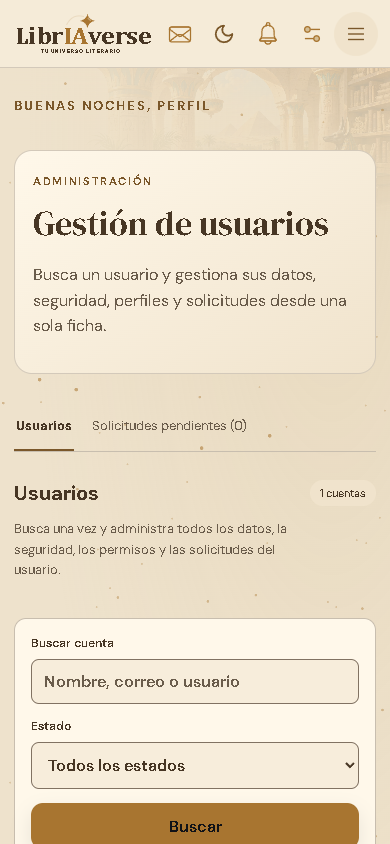 LibrIAverse
TU UNIVERSO LITERARIO
BUENAS NOCHES, PERFIL
ADMINISTRACIÓN
Gestión de usuarios
Busca un usuario y gestiona sus datos,
seguridad, perfiles y solicitudes desde una
sola ficha.
Usuarios
Solicitudes pendientes (0)
Usuarios
1 cuentas
Busca una vez y administra todos los datos, la
seguridad, los permisos y las solicitudes del
usuario.
Buscar cuenta
Nombre, correo o usuario
Estado
Todos los estados
Buscar